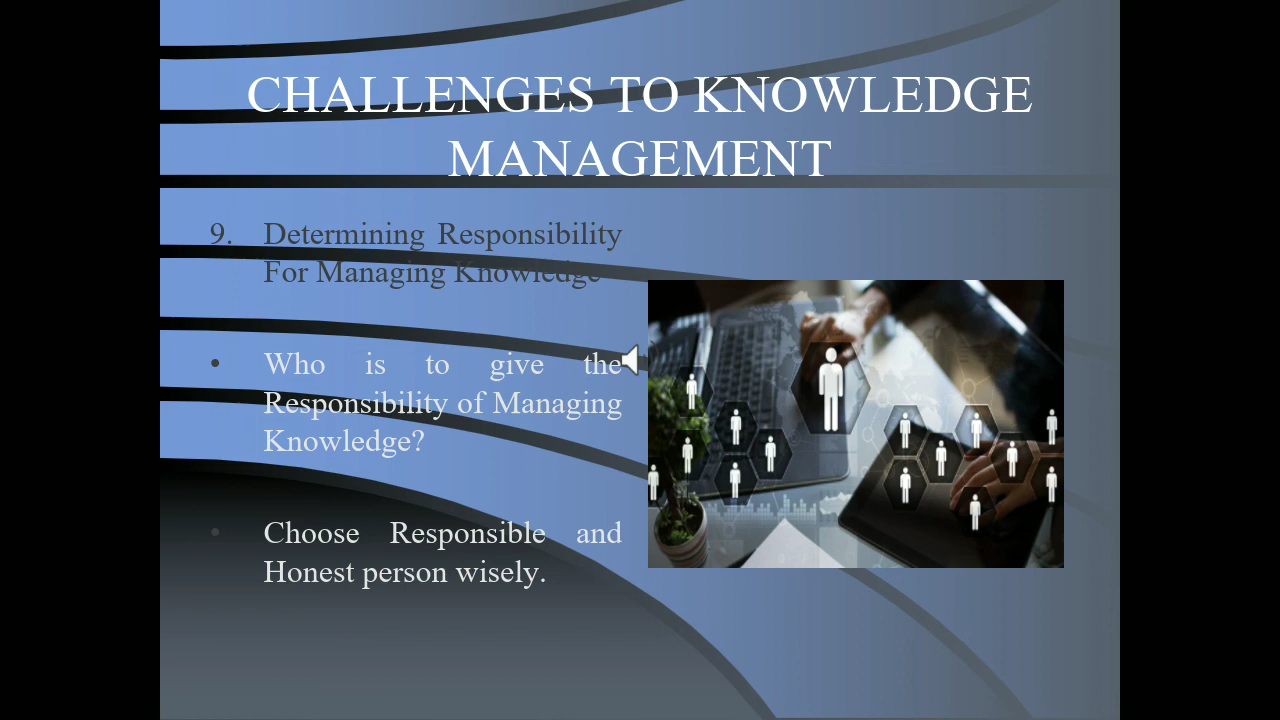 CHALLENGES TO KNOWLEDGE
MANAGEMENT
9. Determining Responsibility
For Managing Knowledge
• Who is to give the
Responsibility of Managing
Knowledge?
• Choose Responsible and
Honest person wisely.